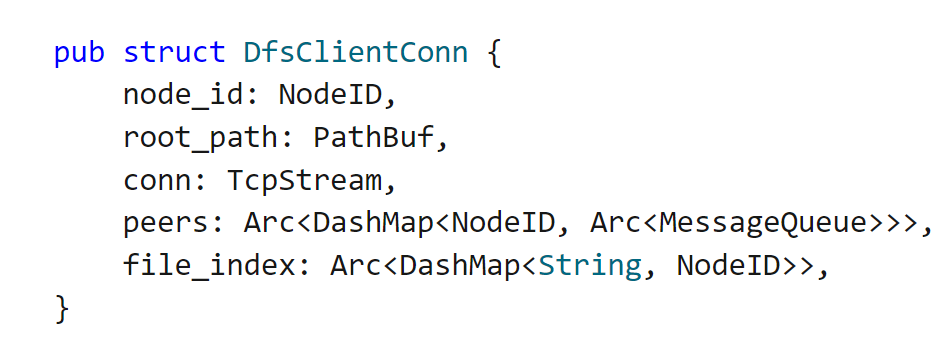 pub struct DfsClientConn {
    node_id: NodeID,
    root_path: PathBuf,
    conn: TcpStream,
    peers: Arc<DashMap<NodeID, Arc<MessageQueue>>>,
    file_index: Arc<DashMap<String, NodeID>>,
}